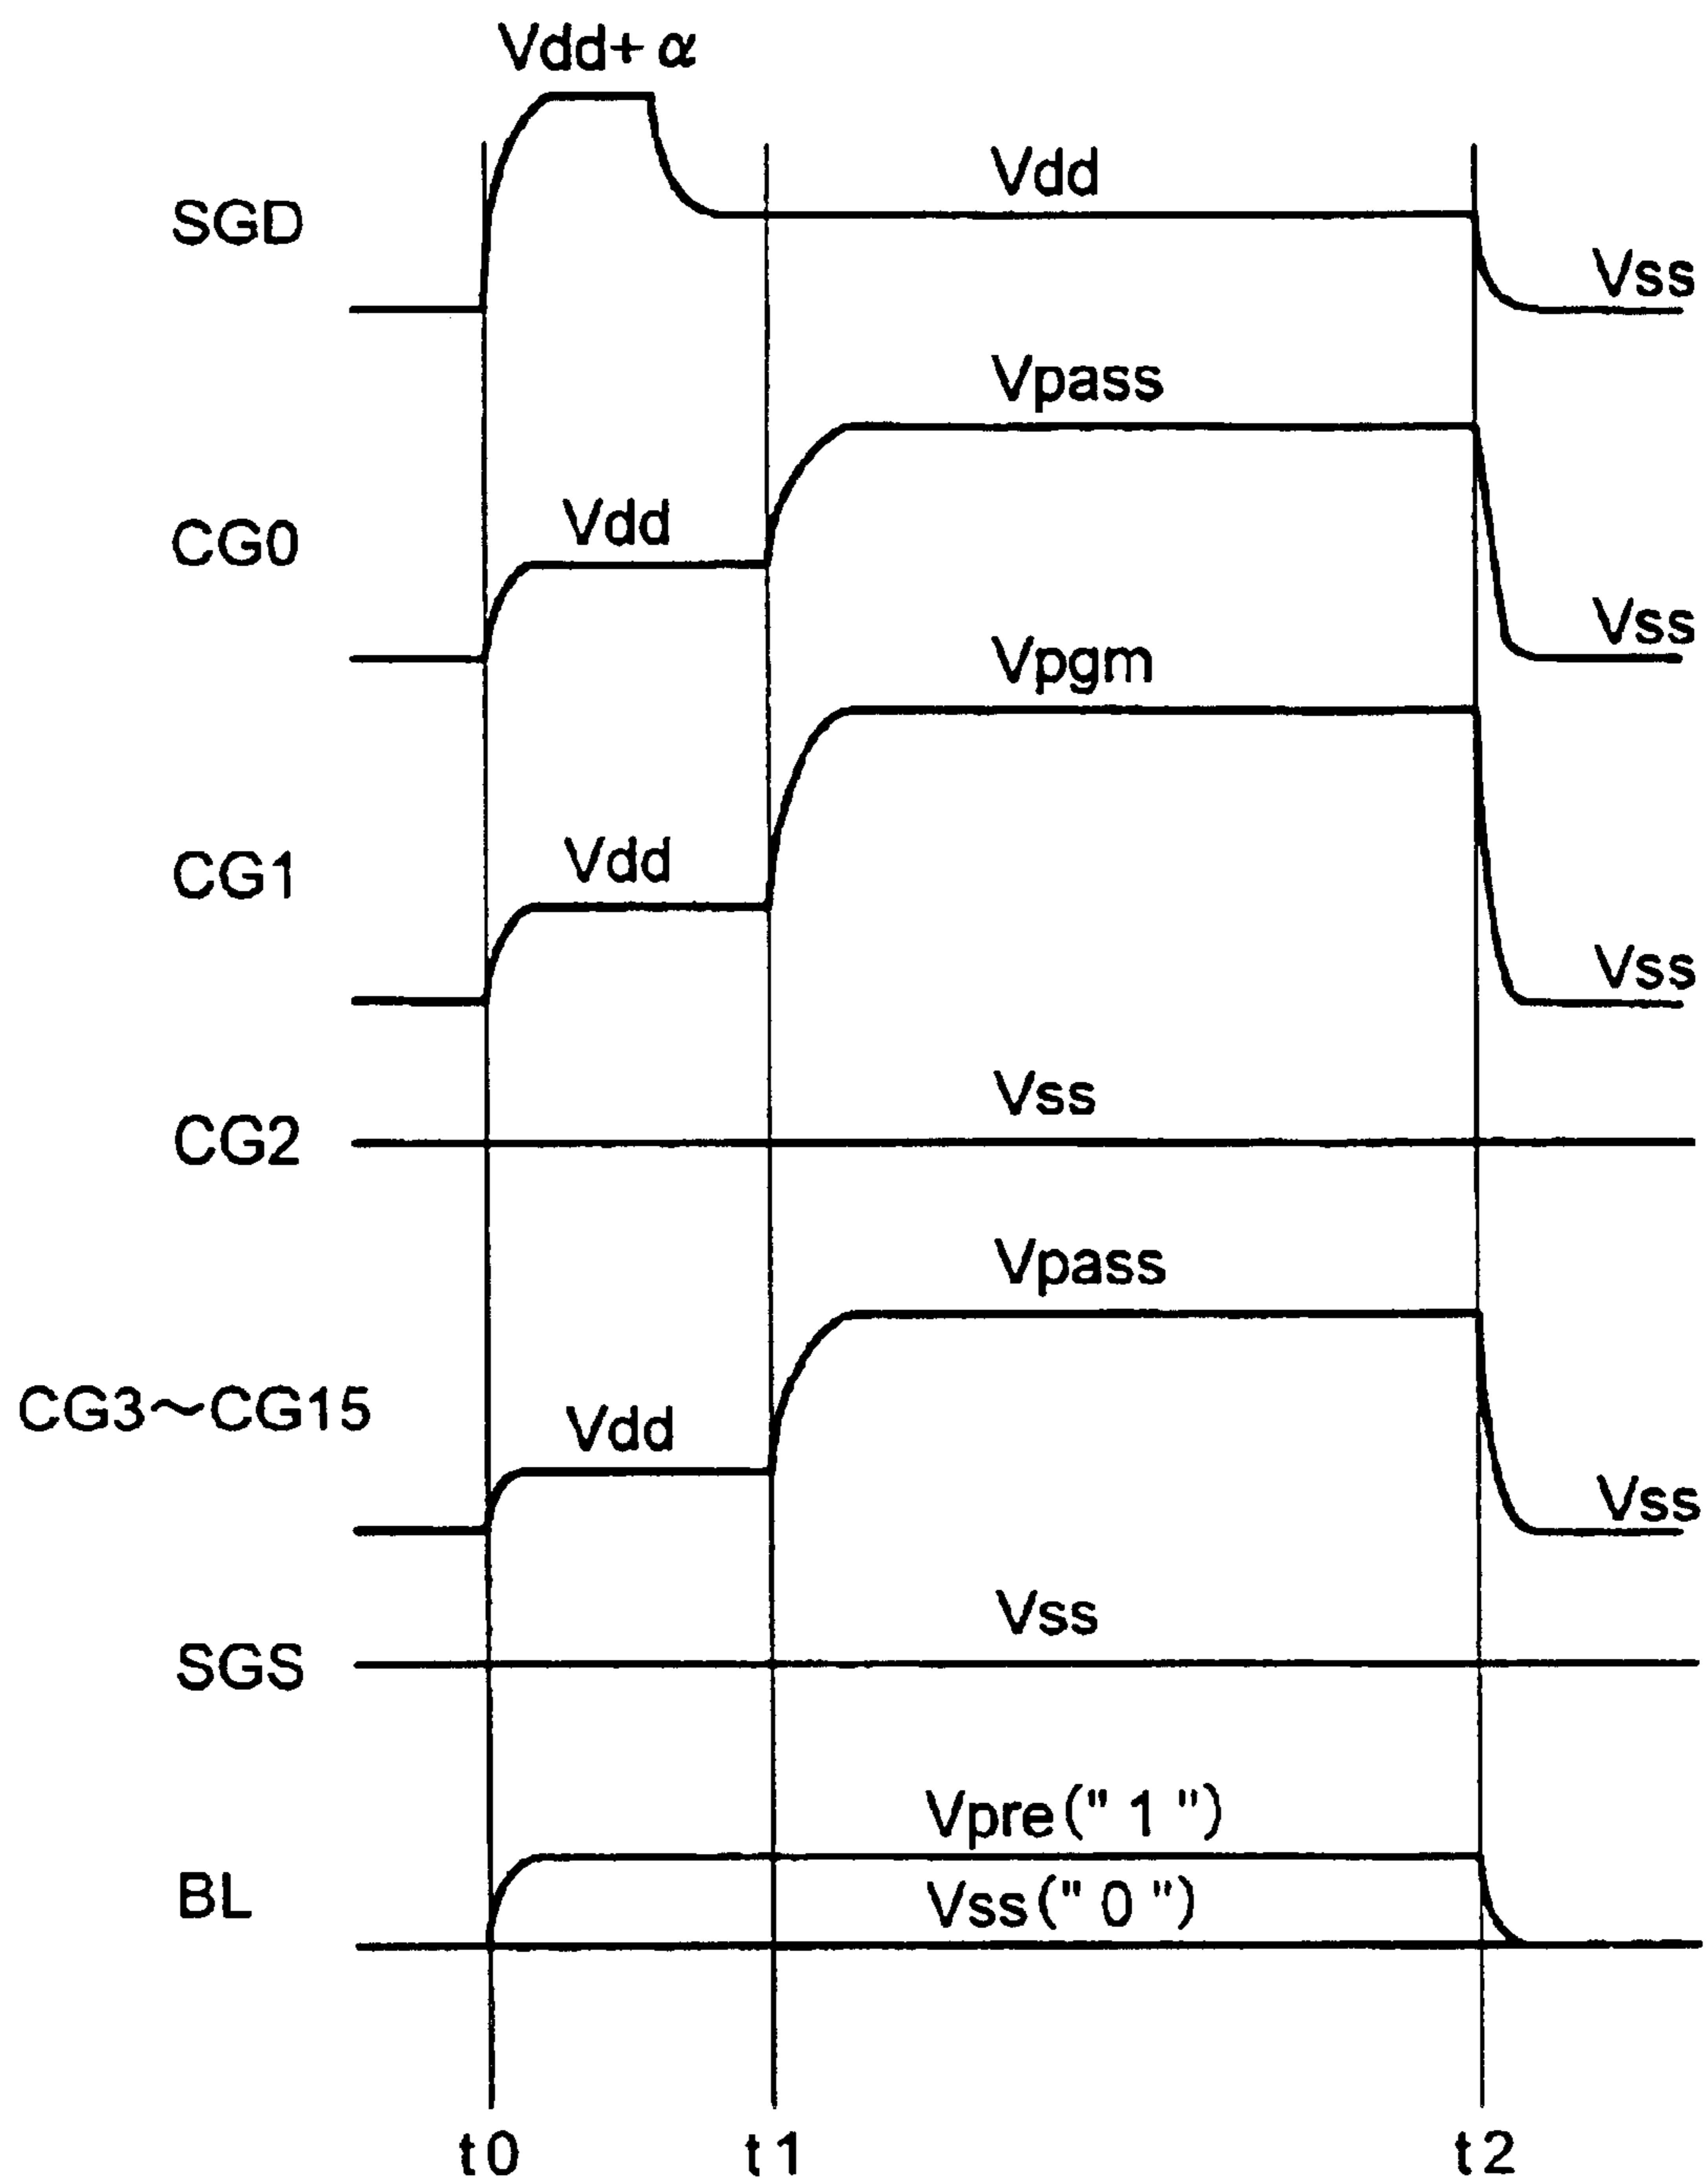 Vdd+ α
SGD Vdd Vss
CG0 Vdd Vpass Vss
CG1 Vdd Vpgm Vss
CG2 Vss
CG3～CG15 Vdd Vpass Vss
SGS Vss
BL Vpre(" 1 ")
Vss(" 0 ")
t0 t1 t2